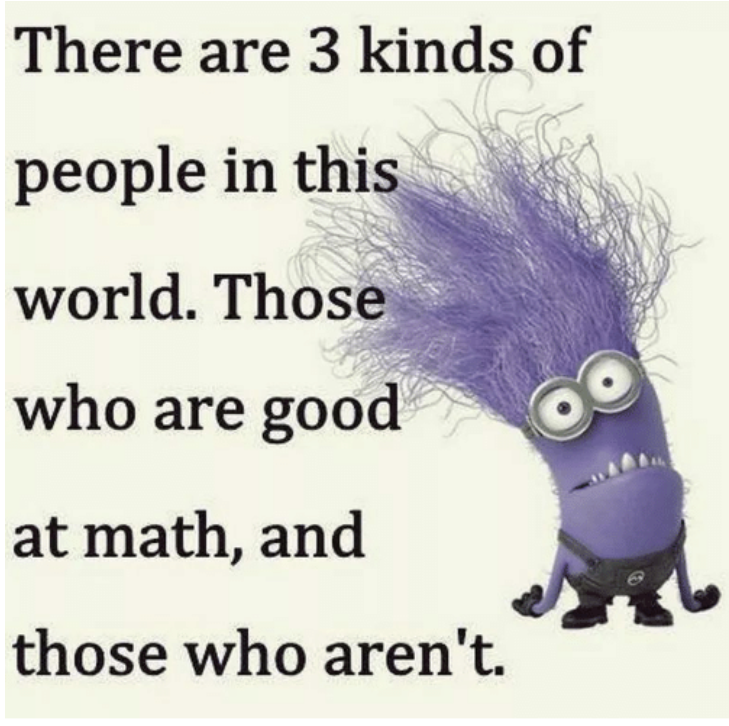 There are 3 kinds of
people in this
world. Those
who are good
at math, and
those who aren't.